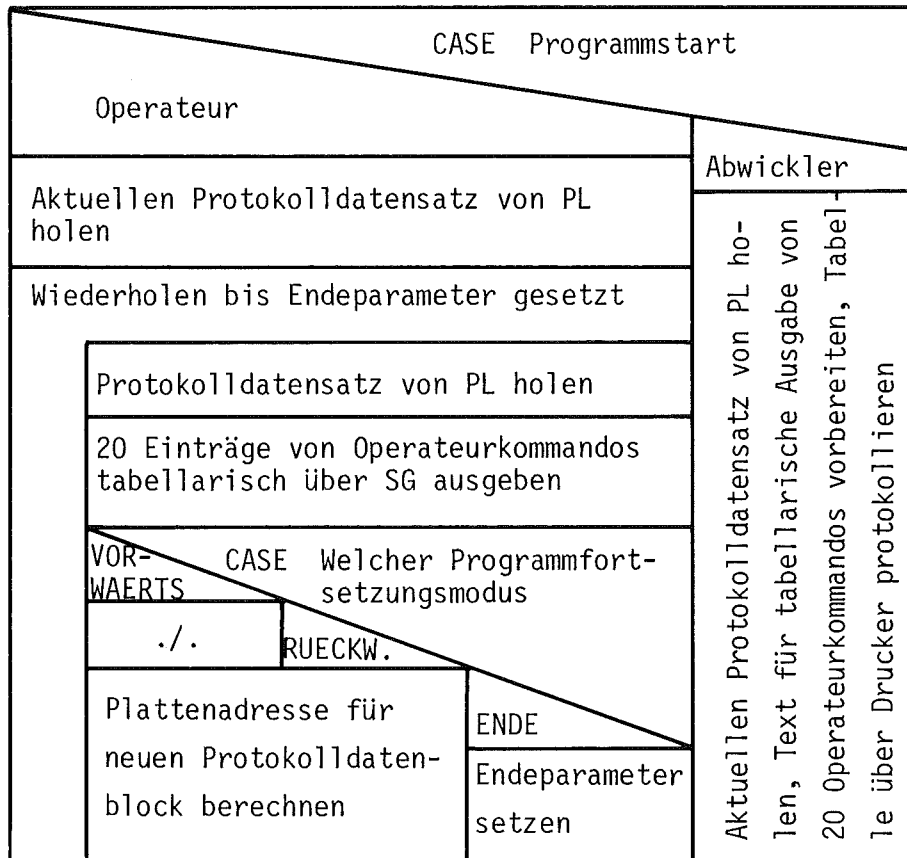 CASE Programmstart
Operateur
Abwickler
Aktuellen Protokolldatensatz von PL
holen
Wiederholen bis Endeparameter gesetzt
Protokolldatensatz von PL holen
20 Einträge von Operateurkommandos
tabellarisch über SG ausgeben
CASE Welcher Programmfort-
setzungsmodus
VOR-
WAERTS
./.
RUECKW.
Plattenadresse für
neuen Protokolldaten-
block berechnen
ENDE
Endeparameter
setzen
Aktuellen Protokolldatensatz von PL ho-
len, Text für tabellarische Ausgabe von
20 Operateurkommandos vorbereiten, Tabel-
le über Drucker protokollieren